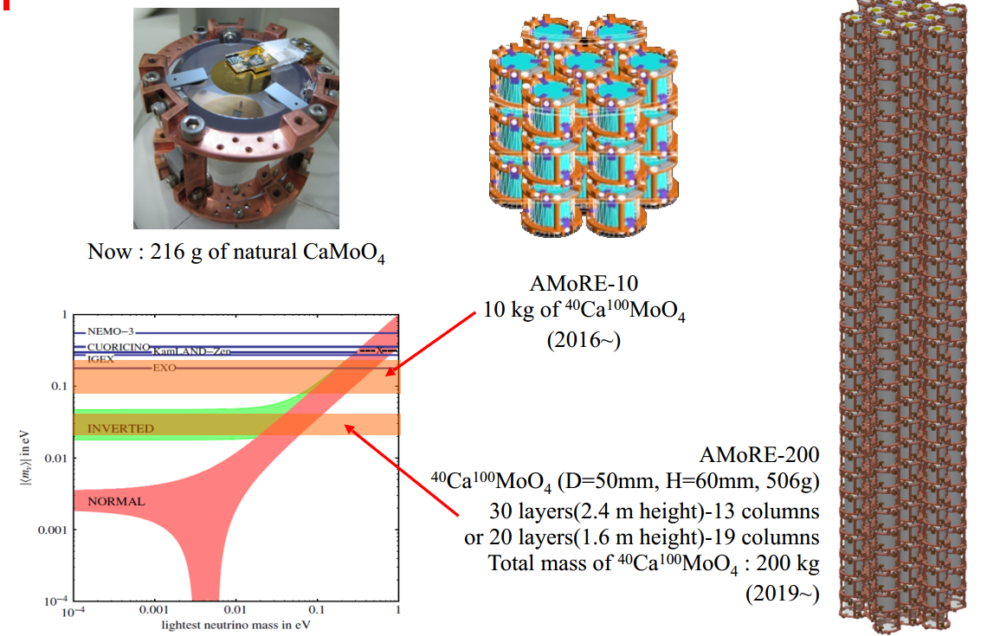 Now : 216 g of natural CaMoO₄
AMoRE-10
10 kg of ⁴⁰Ca¹⁰⁰MoO₄
(2016~)
1
NEMO−3
CUORICINO
KamLAND−Zen
X
IGEX
EXO
0.1
INVERTED
0.01
NORMAL
0.001
10⁻⁴
|⟨mᵥ⟩| in eV
10⁻⁴
0.001
0.01
0.1
1
lightest neutrino mass in eV
AMoRE-200
⁴⁰Ca¹⁰⁰MoO₄ (D=50mm, H=60mm, 506g)
30 layers(2.4 m height)-13 columns
or 20 layers(1.6 m height)-19 columns
Total mass of ⁴⁰Ca¹⁰⁰MoO₄ : 200 kg
(2019~)